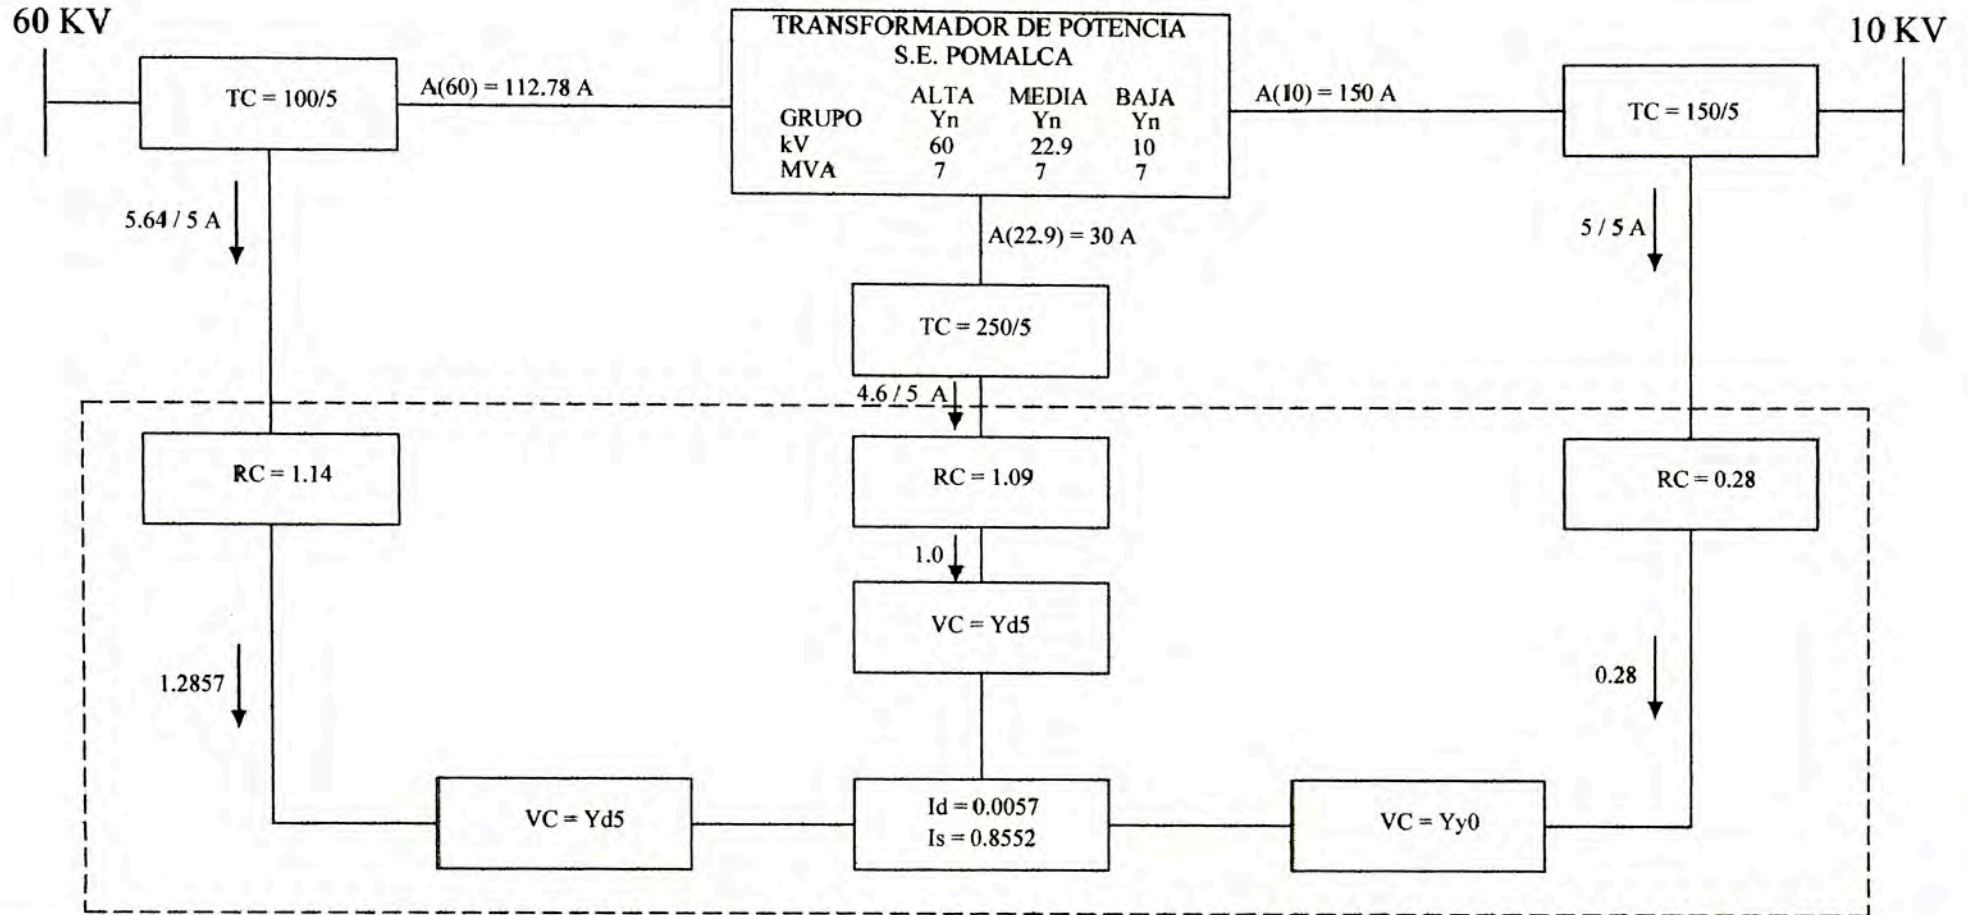 60 KV
10 KV
TRANSFORMADOR DE POTENCIA
S.E. POMALCA
ALTA MEDIA BAJA
GRUPO Yn Yn Yn
kV 60 22.9 10
MVA 7 7 7
TC = 100/5
A(60) = 112.78 A
A(10) = 150 A
TC = 150/5
5.64 / 5 A
A(22.9) = 30 A
5 / 5 A
TC = 250/5
4.6 / 5 A
RC = 1.14
RC = 1.09
RC = 0.28
1.0
VC = Yd5
1.2857
0.28
VC = Yd5
Id = 0.0057
Is = 0.8552
VC = Yy0